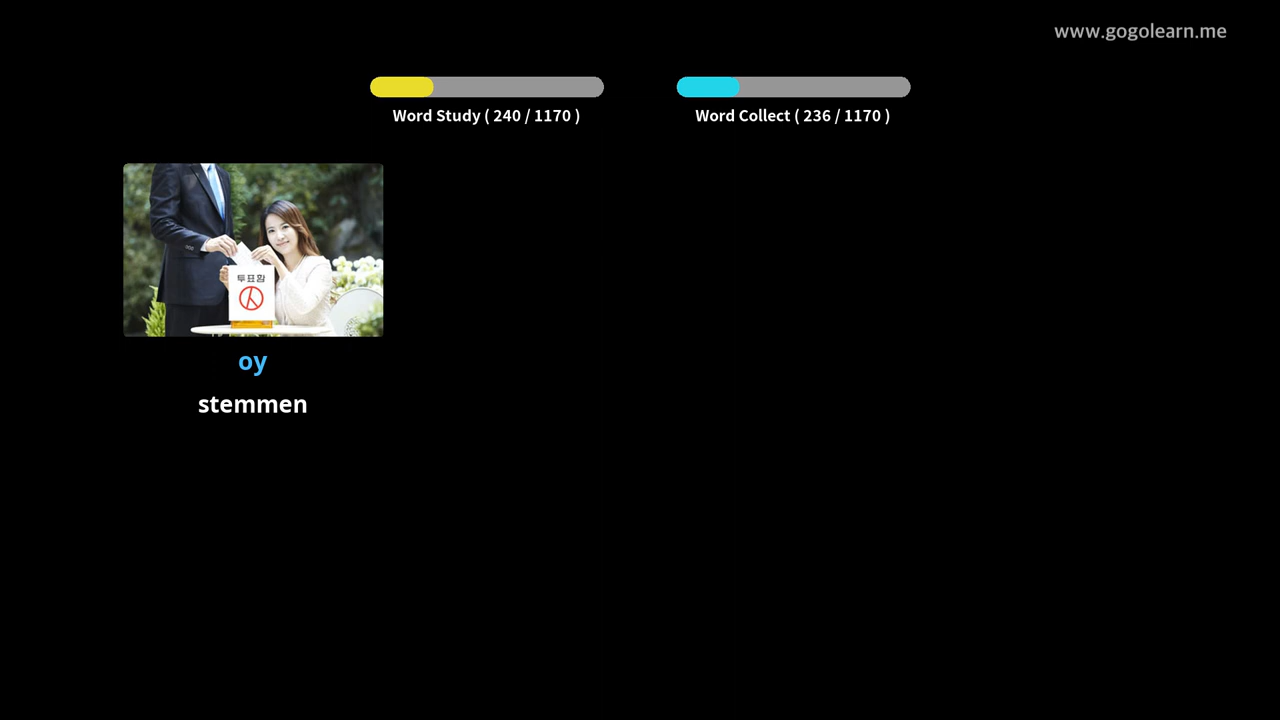 www.gogolearn.me
Word Study ( 240 / 1170 )
Word Collect ( 236 / 1170 )
투표함
oy
stemmen